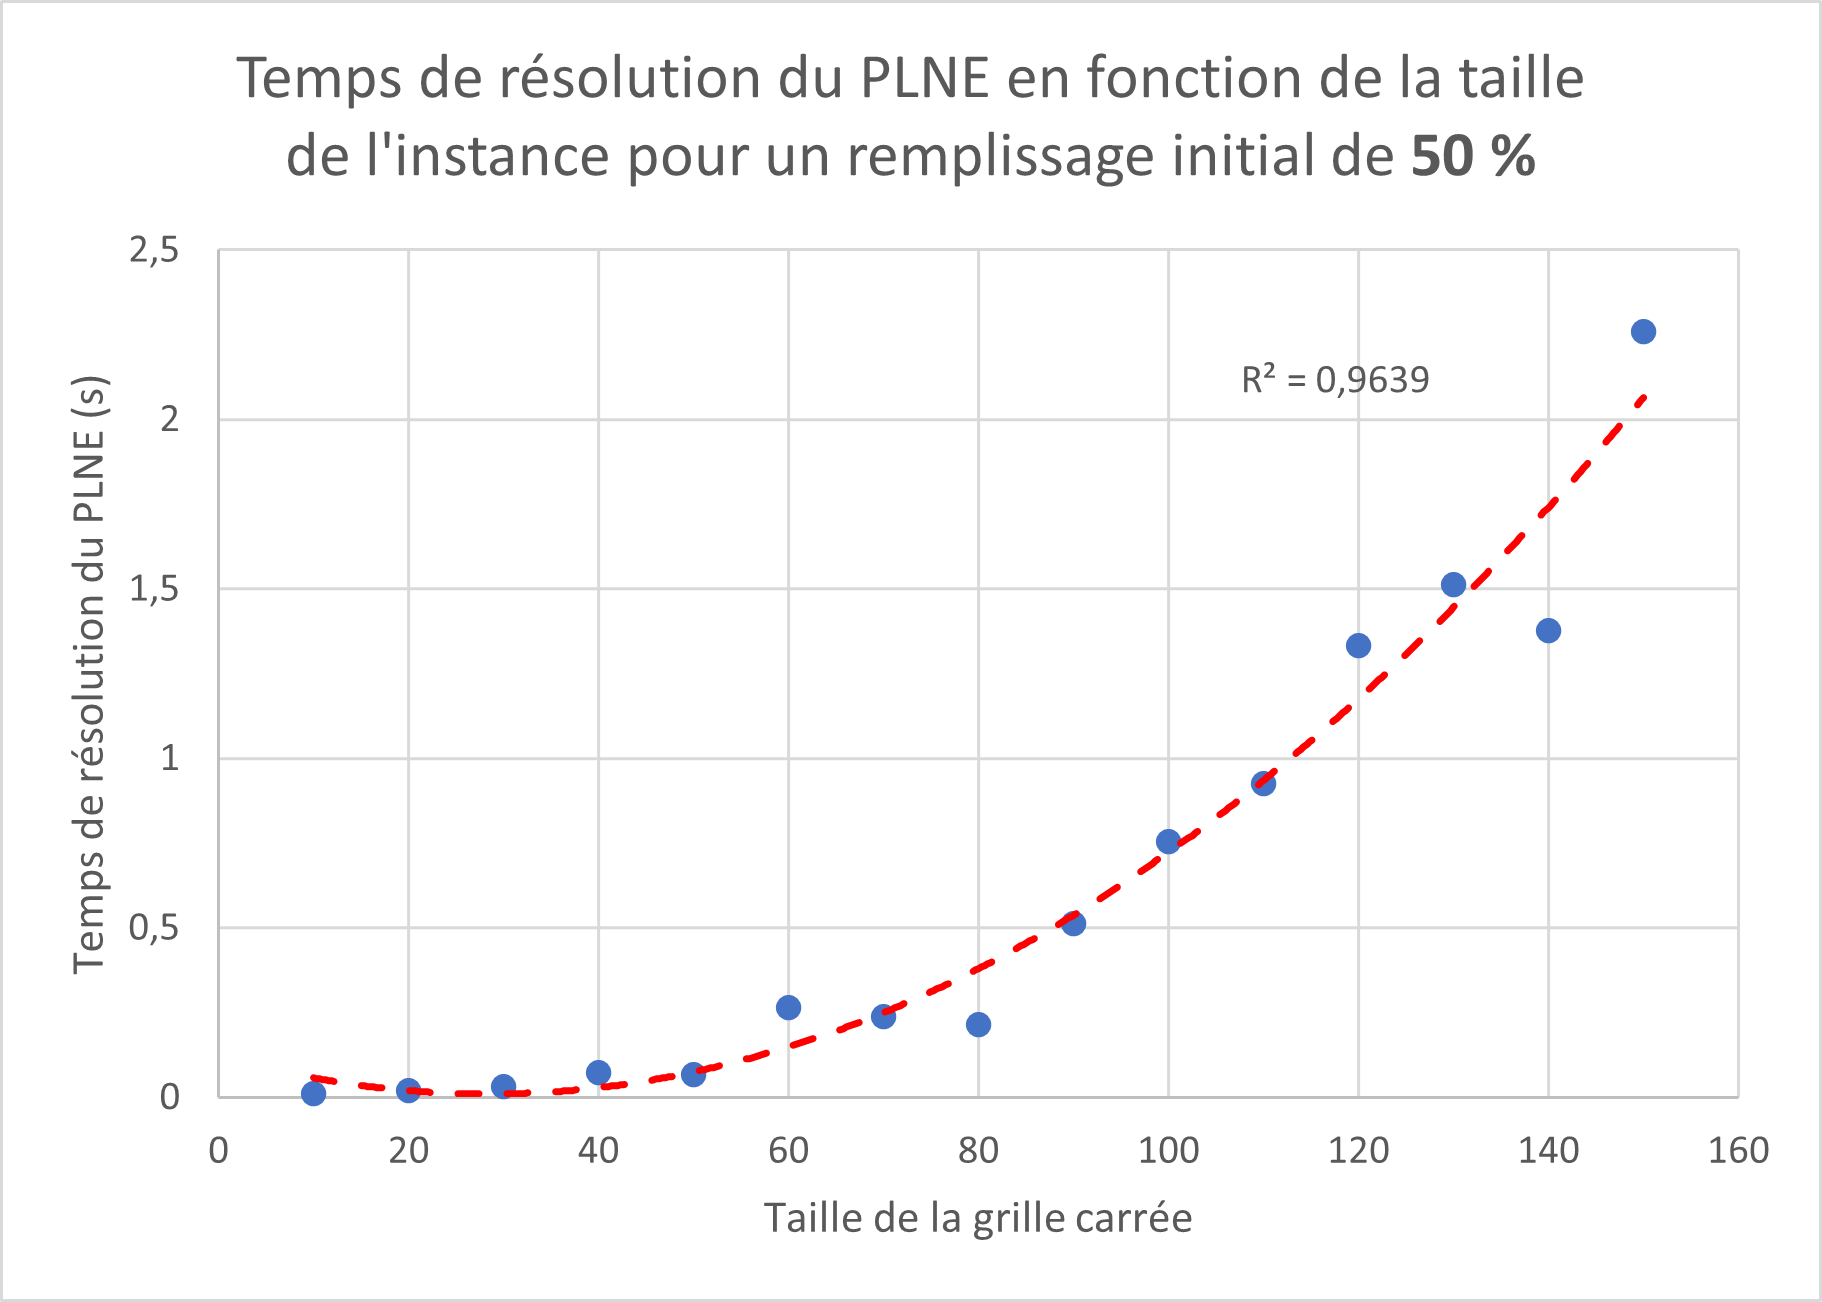 Temps de résolution du PLNE en fonction de la taille
de l'instance pour un remplissage initial de 50 %
2,5
2
1,5
1
0,5
0
Temps de résolution du PLNE (s)
R² = 0,9639
0 20 40 60 80 100 120 140 160
Taille de la grille carrée